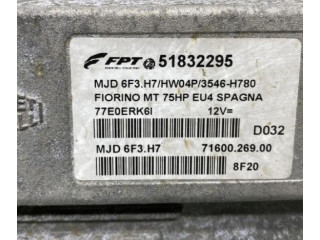 FPT 51832295
MJD 6F3.H7/HW04P/3546-H780
FIORINO MT 75HP EU4 SPAGNA
77E0ERK6I 12V=
D032
MJD 6F3.H7 71600.269.00
8F20